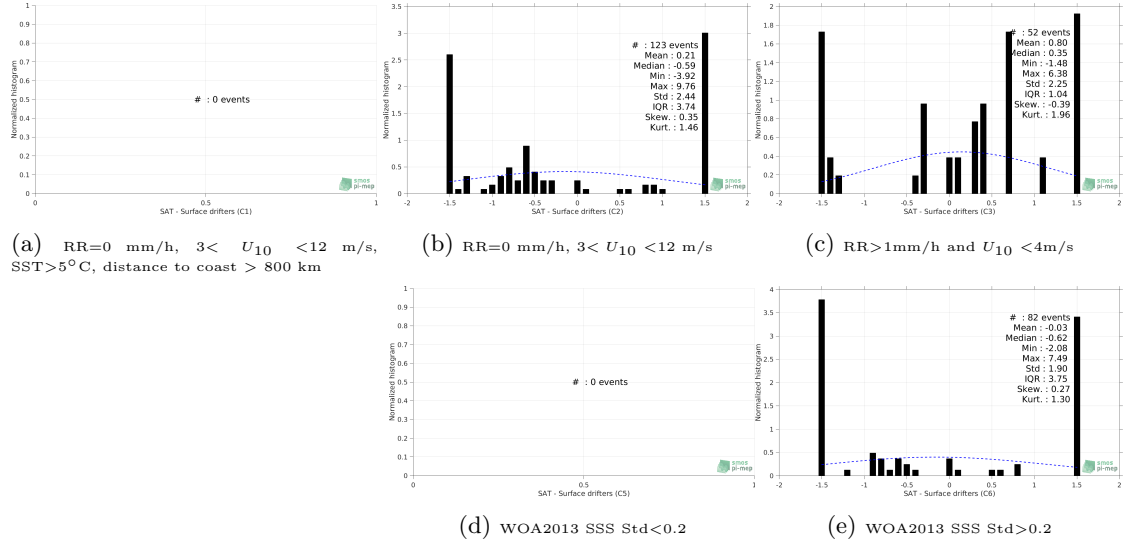 1
0.9
0.8
0.7
0.6
0.5
0.4
0.3
0.2
0.1
0
Normalized histogram
# : 0 events
0 0.5 1
SAT - Surface drifters (C1)
smos
pi-mep
(a) RR=0 mm/h, 3< U10 <12 m/s,
SST>5°C, distance to coast > 800 km
3.5
3
2.5
2
1.5
1
0.5
0
Normalized histogram
# : 123 events
Mean : 0.21
Median : -0.59
Min : -3.92
Max : 9.76
Std : 2.44
IQR : 3.74
Skew. : 0.35
Kurt. : 1.46
-2 -1.5 -1 -0.5 0 0.5 1 1.5 2
SAT - Surface drifters (C2)
smos
pi-mep
(b) RR=0 mm/h, 3< U10 <12 m/s
2
1.8
1.6
1.4
1.2
1
0.8
0.6
0.4
0.2
0
Normalized histogram
# : 52 events
Mean : 0.80
Median : 0.35
Min : -1.48
Max : 6.38
Std : 2.25
IQR : 1.04
Skew. : -0.39
Kurt. : 1.96
-2 -1.5 -1 -0.5 0 0.5 1 1.5 2
SAT - Surface drifters (C3)
smos
pi-mep
(c) RR>1mm/h and U10 <4m/s
1
0.9
0.8
0.7
0.6
0.5
0.4
0.3
0.2
0.1
0
Normalized histogram
# : 0 events
0 0.5 1
SAT - Surface drifters (C5)
smos
pi-mep
(d) WOA2013 SSS Std<0.2
4
3.5
3
2.5
2
1.5
1
0.5
0
Normalized histogram
# : 82 events
Mean : -0.03
Median : -0.62
Min : -2.08
Max : 7.49
Std : 1.90
IQR : 3.75
Skew. : 0.27
Kurt. : 1.30
-2 -1.5 -1 -0.5 0 0.5 1 1.5 2
SAT - Surface drifters (C6)
smos
pi-mep
(e) WOA2013 SSS Std>0.2